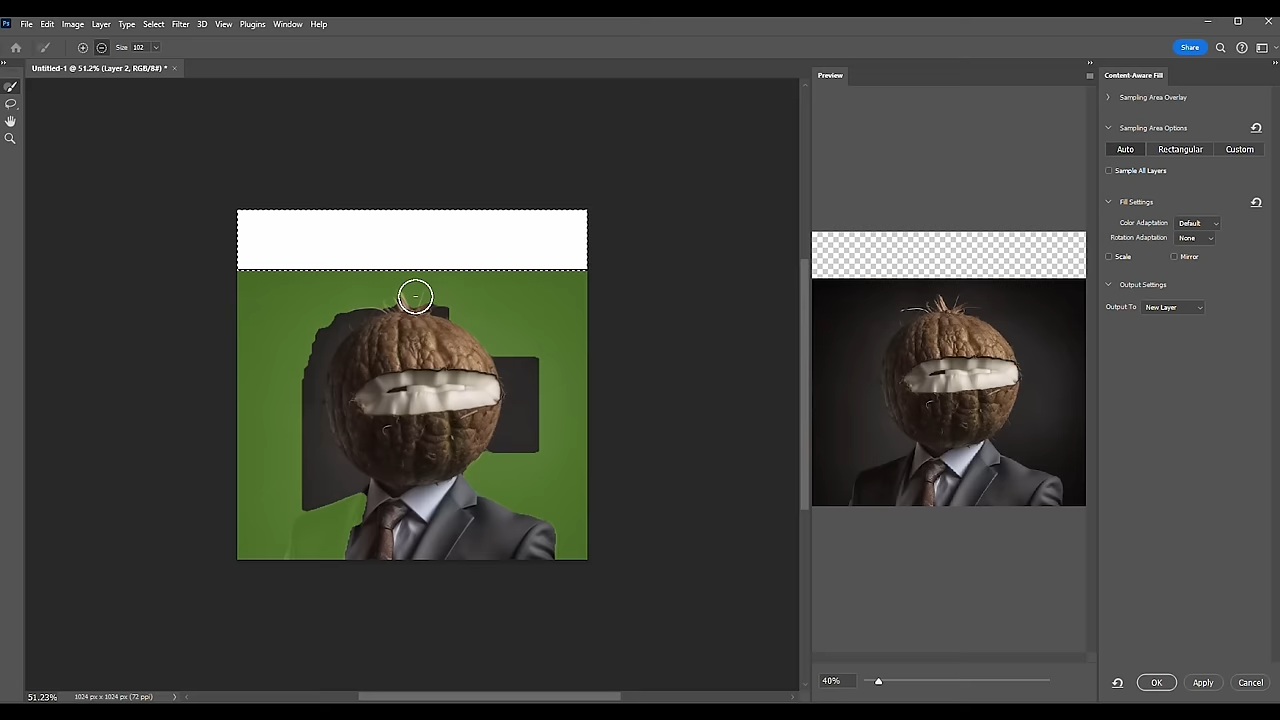 Ps File Edit Image Layer Type Select Filter 3D View Plugins Window Help
Size 102
Share
Untitled-1 @ 51.2% (Layer 2, RGB/8#) * ×
Preview
Content-Aware Fill
Sampling Area Overlay
Sampling Area Options
Auto Rectangular Custom
Sample All Layers
Fill Settings
Color Adaptation Default
Rotation Adaptation None
Scale Mirror
Output Settings
Output To New Layer
40%
OK Apply Cancel
51.23% 1024 px x 1024 px (72 ppi)